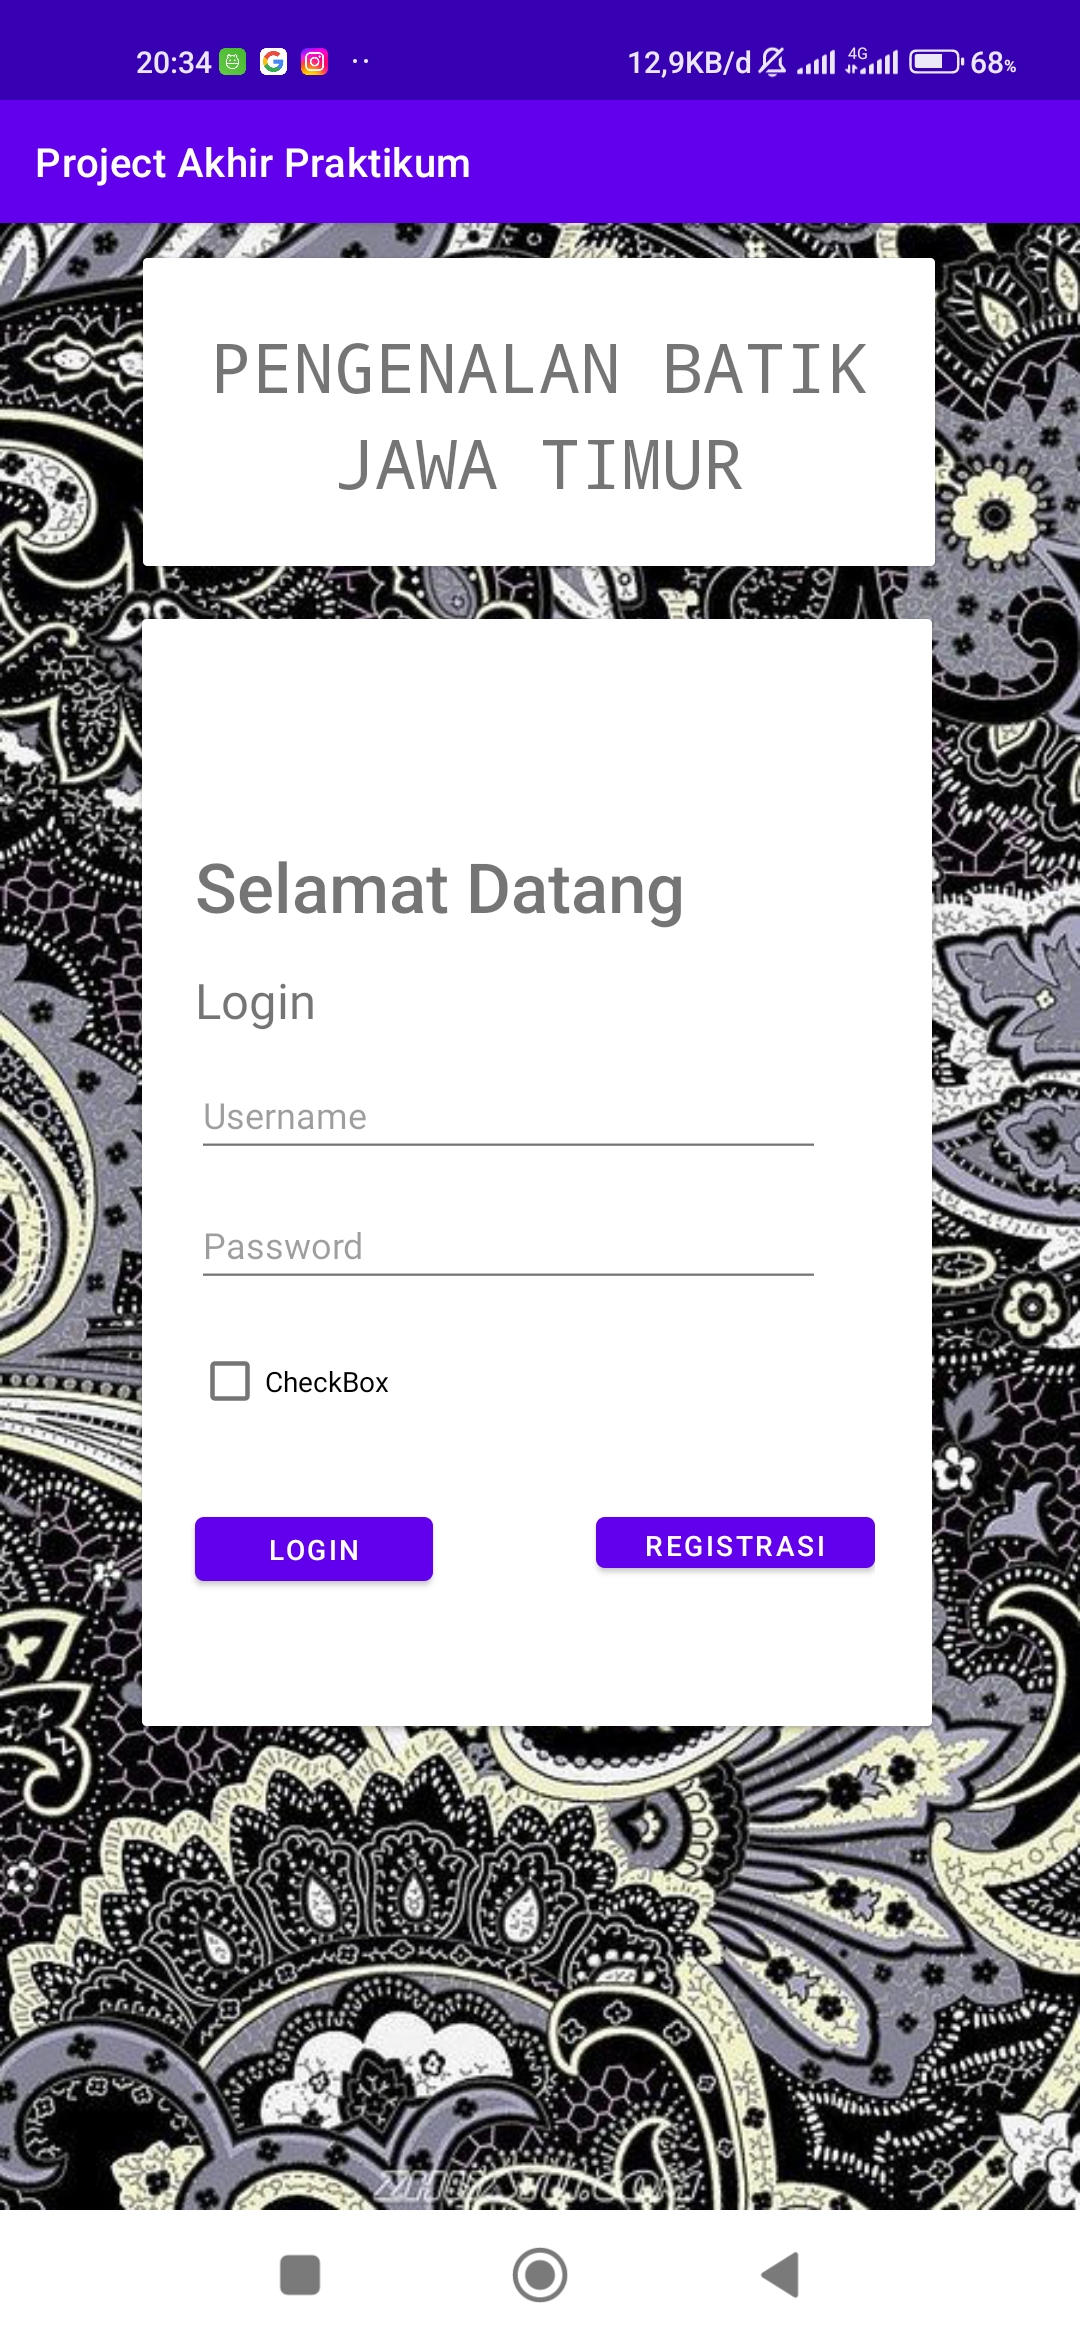 20:34 12,9KB/d 4G 68%
Project Akhir Praktikum
PENGENALAN BATIK
JAWA TIMUR
Selamat Datang
Login
Username
Password
CheckBox
LOGIN REGISTRASI